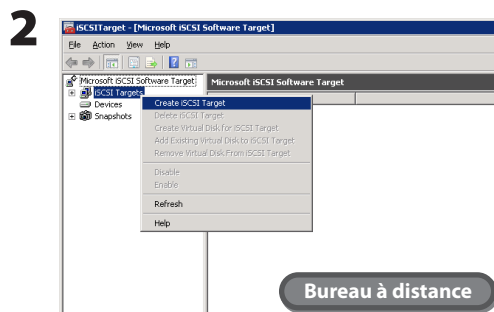 2
iSCSITarget - [Microsoft iSCSI Software Target]
File Action View Help
Microsoft iSCSI Software Target
Microsoft iSCSI Software Target
iSCSI Targets
Devices
Snapshots
Create iSCSI Target
Delete iSCSI Target
Create Virtual Disk for iSCSI Target
Add Existing Virtual Disk to iSCSI Target
Remove Virtual Disk From iSCSI Target
Disable
Enable
Refresh
Help
Bureau à distance